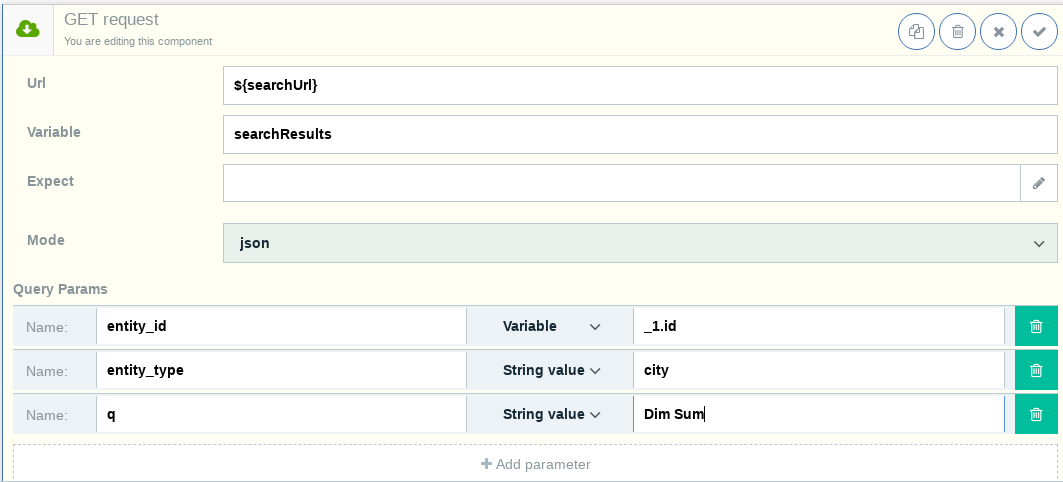 GET request
You are editing this component
Url ${searchUrl}
Variable searchResults
Expect
Mode json
Query Params
Name: entity_id Variable _1.id
Name: entity_type String value city
Name: q String value Dim Sum
Add parameter